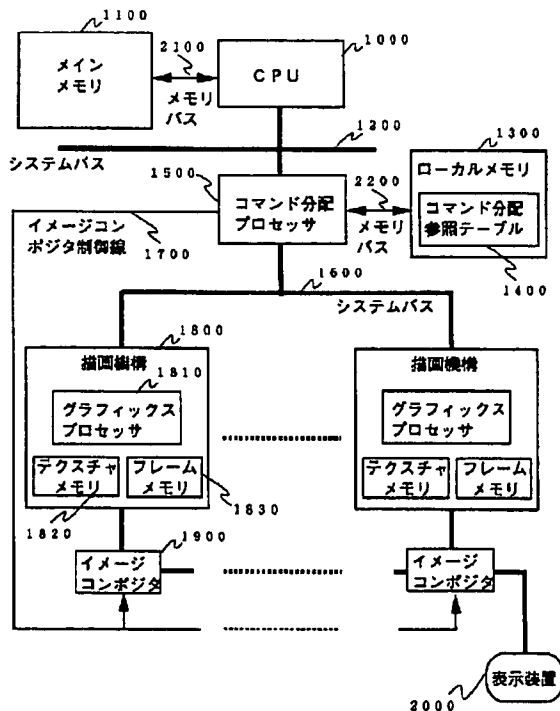 1100
メイン
メモリ
2100
メモリ
バス
1000
CPU
1200
システムバス
1500
コマンド分配
プロセッサ
2200
メモリ
バス
1300
ローカルメモリ
コマンド分配
参照テーブル
1400
イメージコン
ポジタ制御線
1700
1600
システムバス
1800
描画機構
1810
グラフィックス
プロセッサ
テクスチャ
メモリ
フレーム
メモリ
1820
1830
描画機構
グラフィックス
プロセッサ
テクスチャ
メモリ
フレーム
メモリ
1900
イメージ
コンポジタ
イメージ
コンポジタ
表示装置
2000